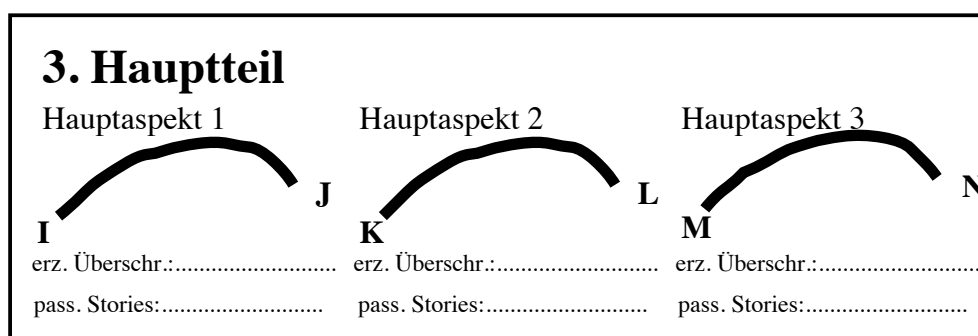 3. Hauptteil
Hauptaspekt 1 Hauptaspekt 2 Hauptaspekt 3
J L N
I K M
erz. Überschr.:.............................. erz. Überschr.:.............................. erz. Überschr.:..............................
pass. Stories:.............................. pass. Stories:.............................. pass. Stories:..............................